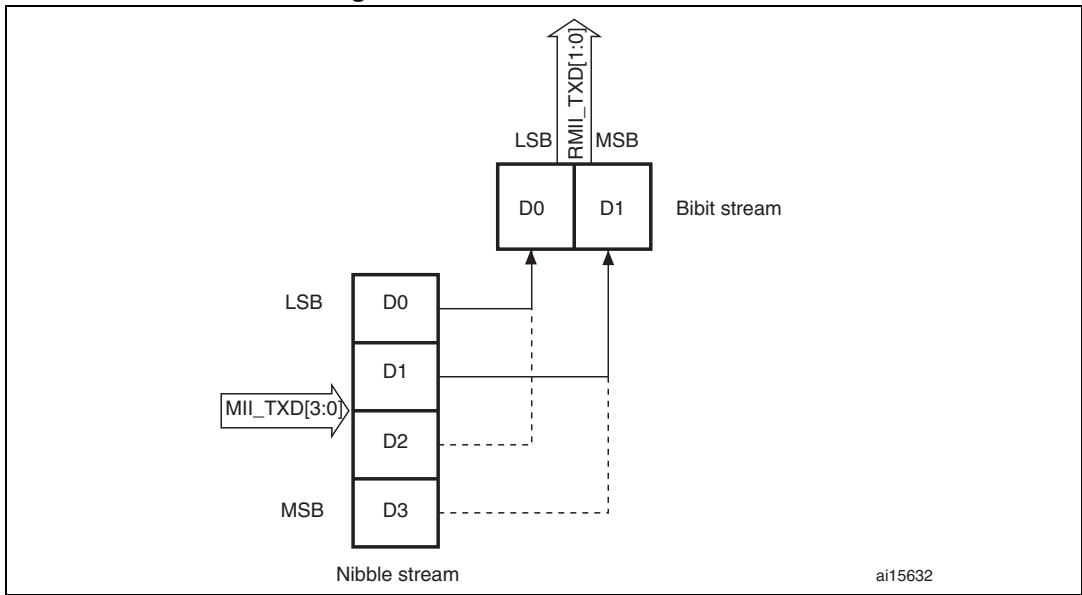 RMII_TXD[1:0]
LSB MSB
D0 D1 Bibit stream
LSB D0
D1
MII_TXD[3:0]
D2
MSB D3
Nibble stream
ai15632